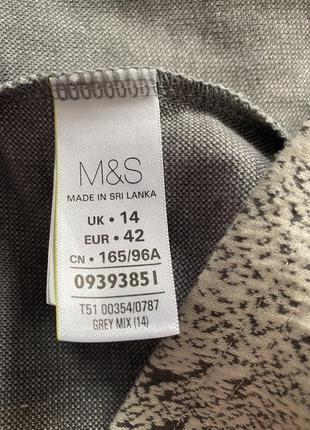 M&S
MADE IN SRI LANKA
UK • 14
EUR • 42
CN • 165/96A
09393851
T51 00354/0787
GREY MIX (14)